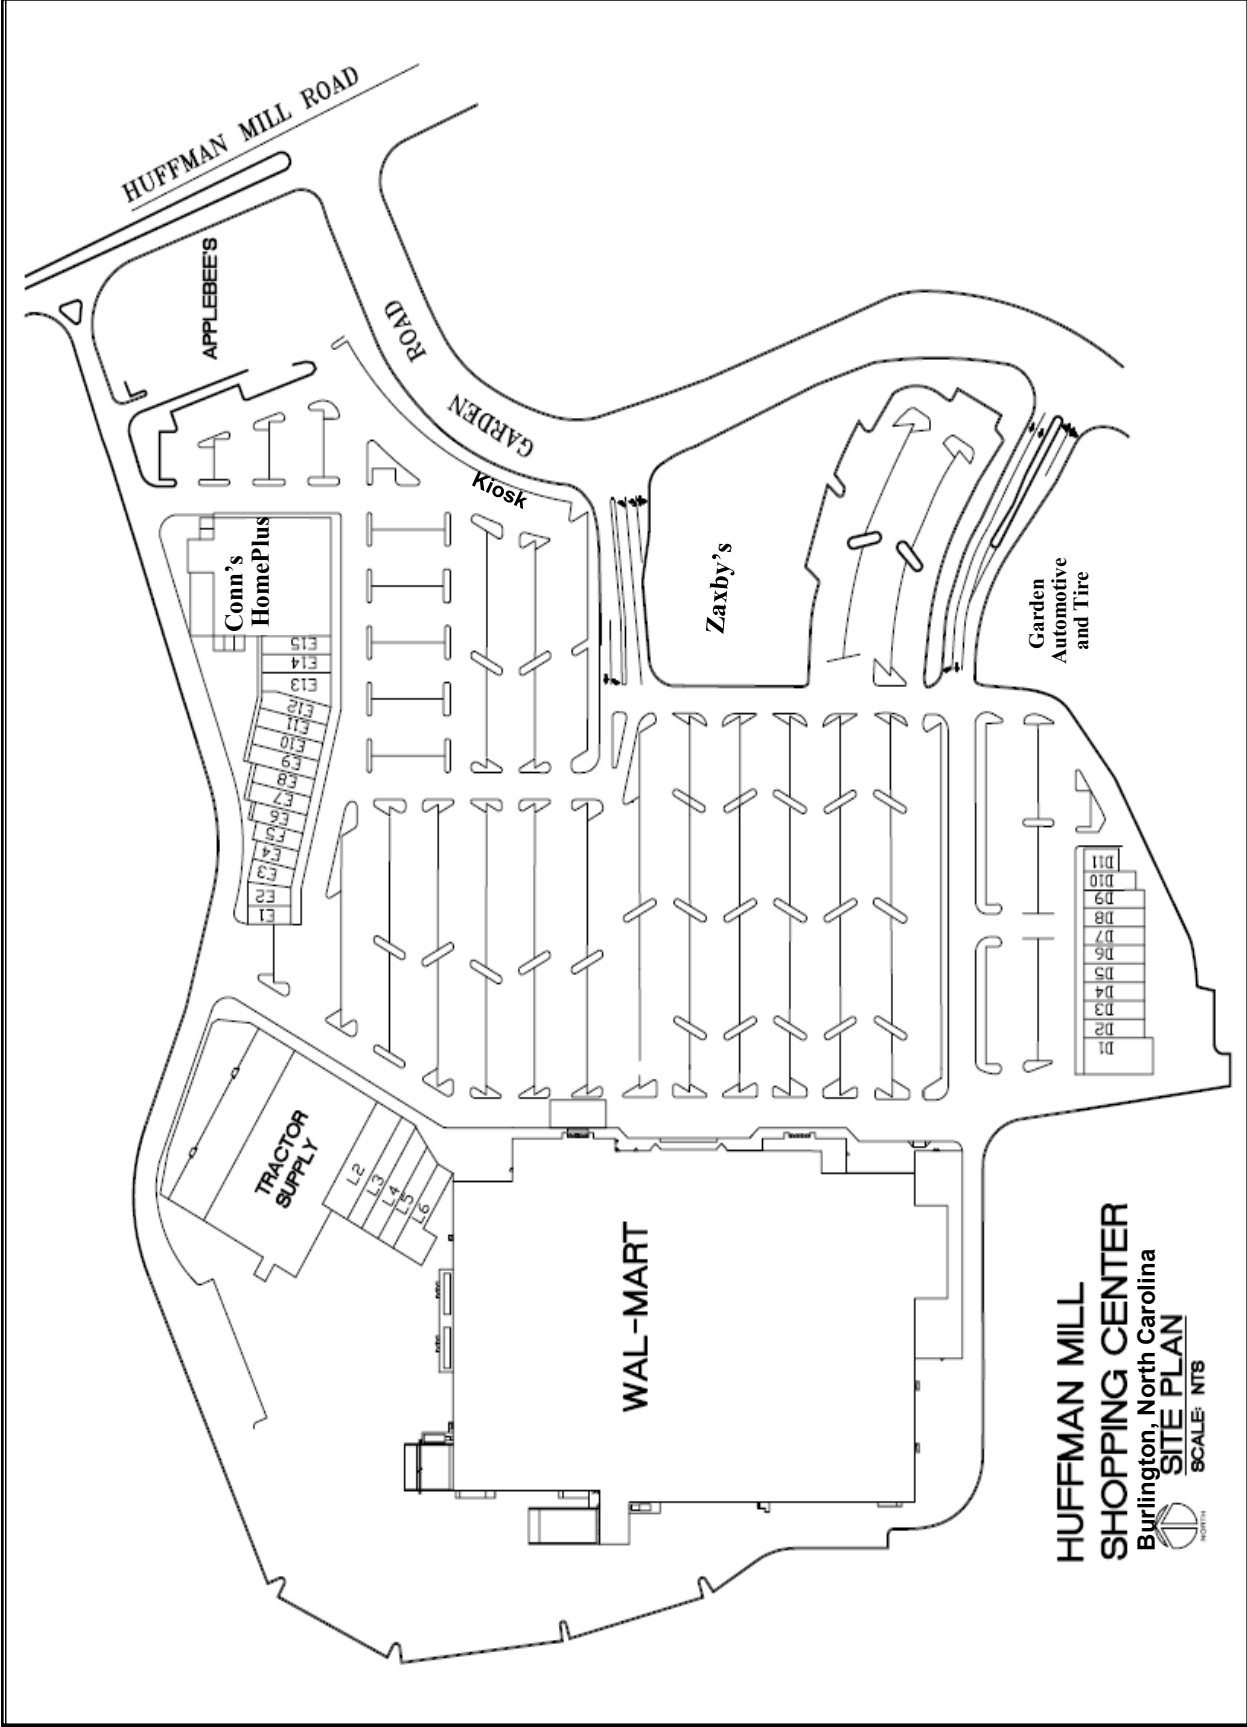 HUFFMAN MILL ROAD
APPLEBEE'S
GARDEN ROAD
Kiosk
Conn's
HomePlus
E15
E14
E13
E12
E11
E10
E9
E8
E7
E6
E5
E4
E3
E2
E1
Zaxby's
Garden
Automotive
and Tire
D11
D10
D9
D8
D7
D6
D5
D4
D3
D2
D1
TRACTOR
SUPPLY
L2
L3
L4
L5
L6
WAL-MART
HUFFMAN MILL
SHOPPING CENTER
Burlington, North Carolina
SITE PLAN
SCALE: NTS
NORTH